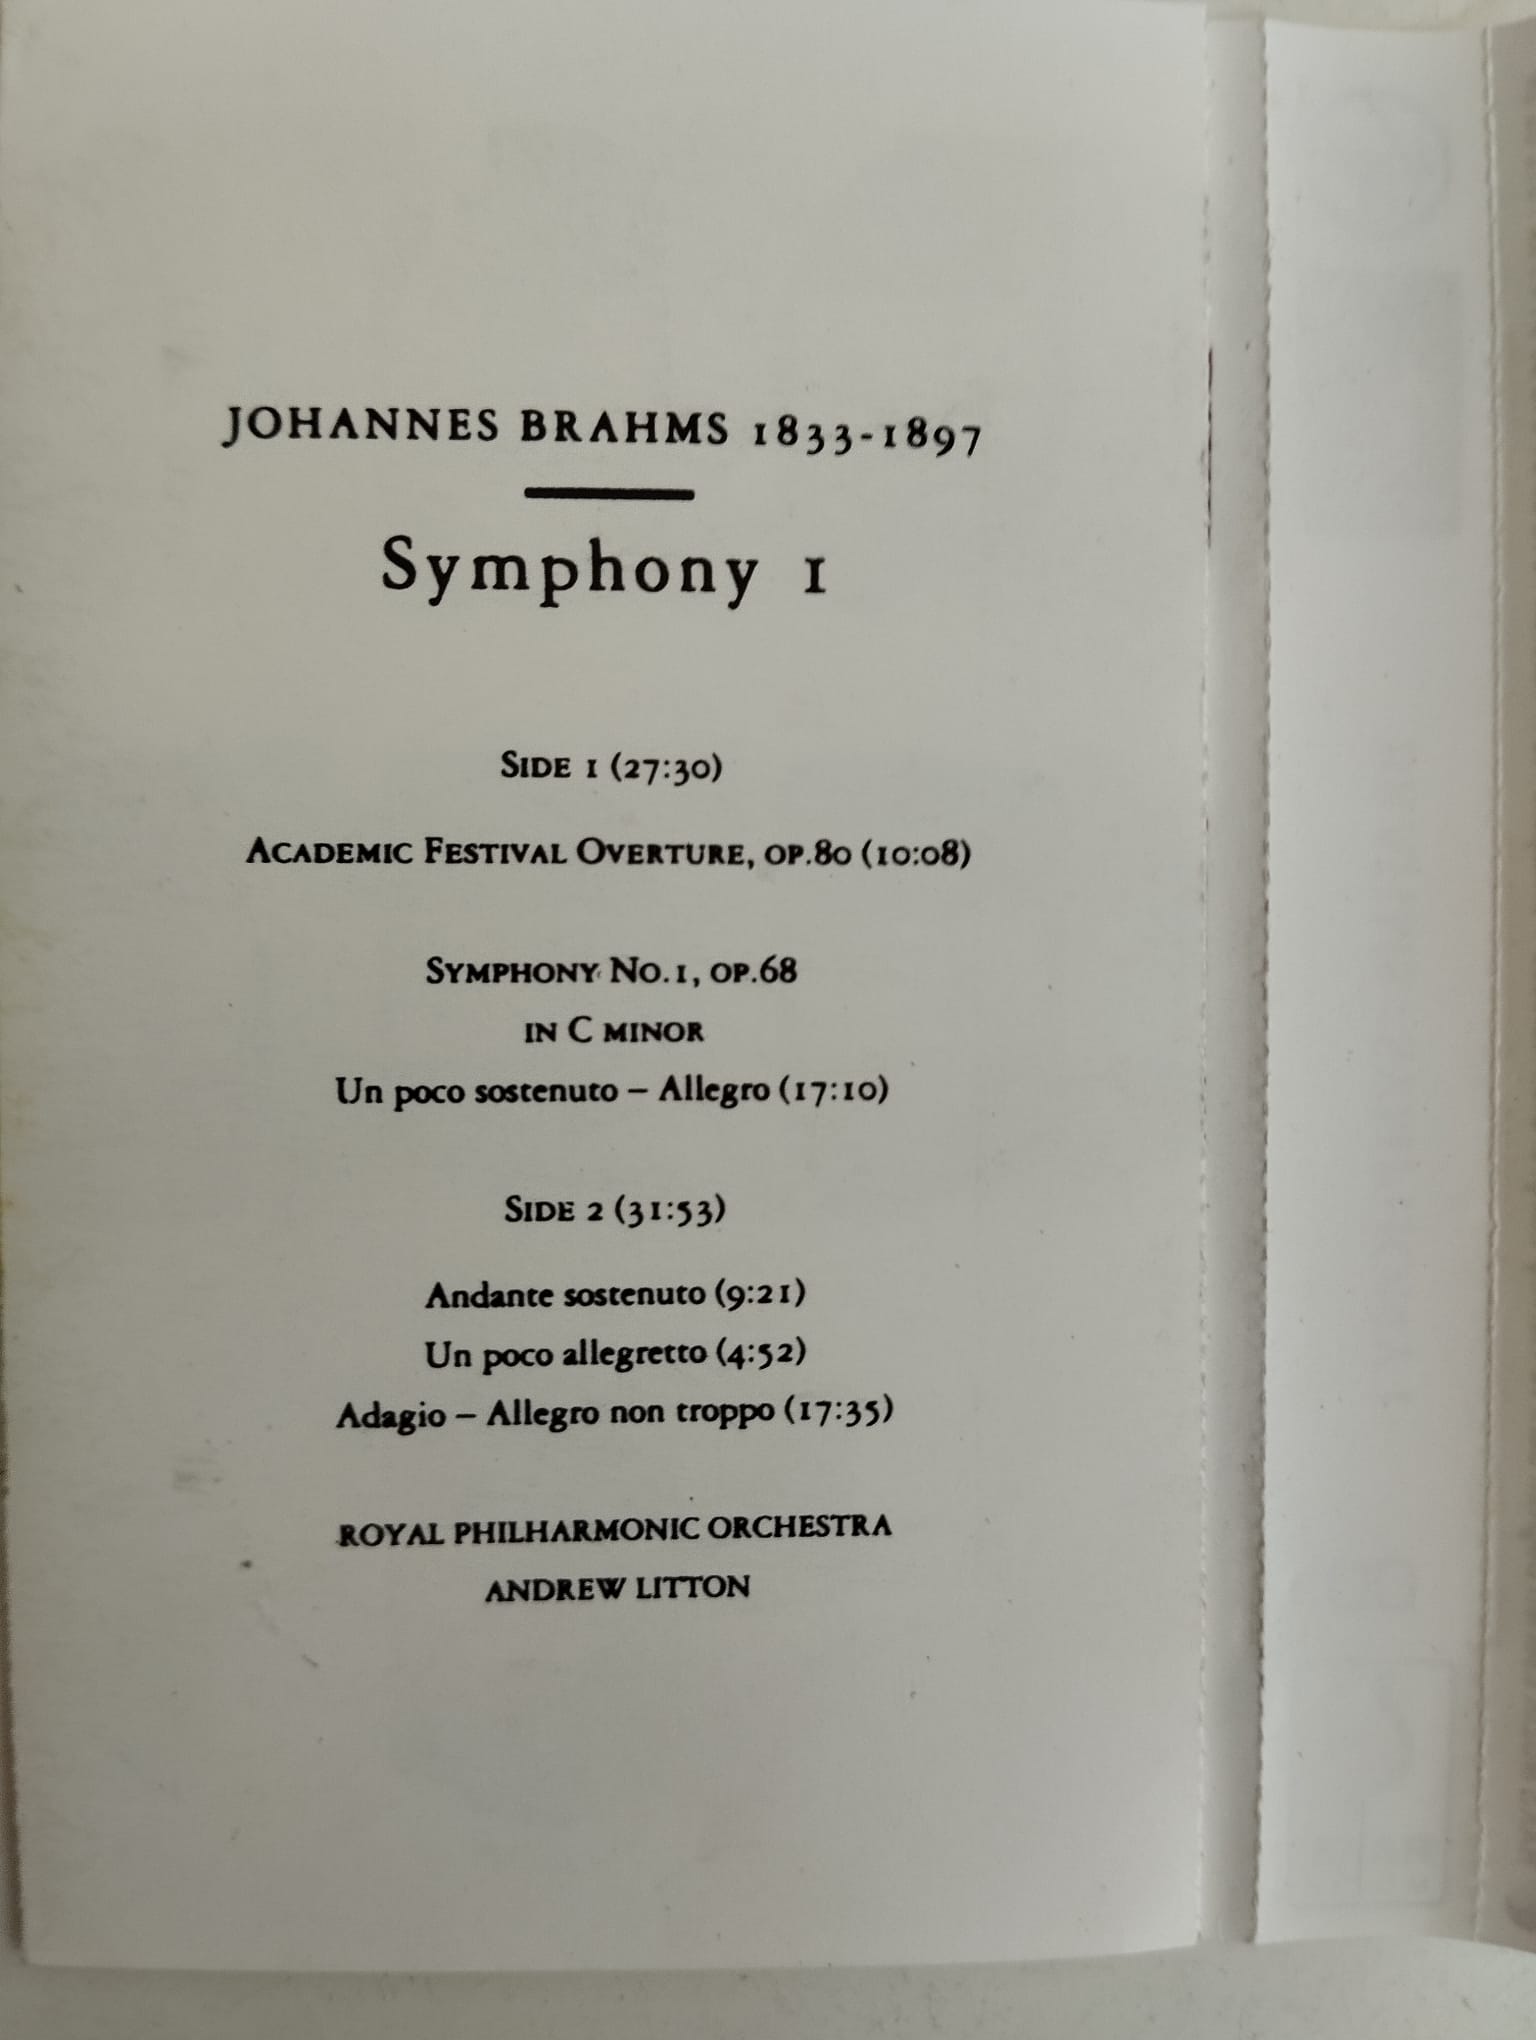 JOHANNES BRAHMS 1833-1897
Symphony 1
SIDE 1 (27:30)
ACADEMIC FESTIVAL OVERTURE, OP.80 (10:08)
SYMPHONY NO.1, OP.68
IN C MINOR
Un poco sostenuto – Allegro (17:10)
SIDE 2 (31:53)
Andante sostenuto (9:21)
Un poco allegretto (4:52)
Adagio – Allegro non troppo (17:35)
ROYAL PHILHARMONIC ORCHESTRA
ANDREW LITTON